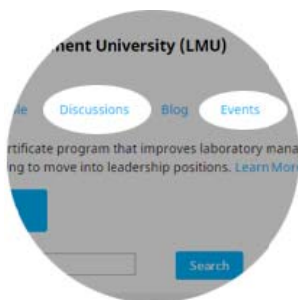 ment University (LMU)
Discussions Blog Events
rtificate program that improves laboratory mana
ng to move into leadership positions. Learn More
Search